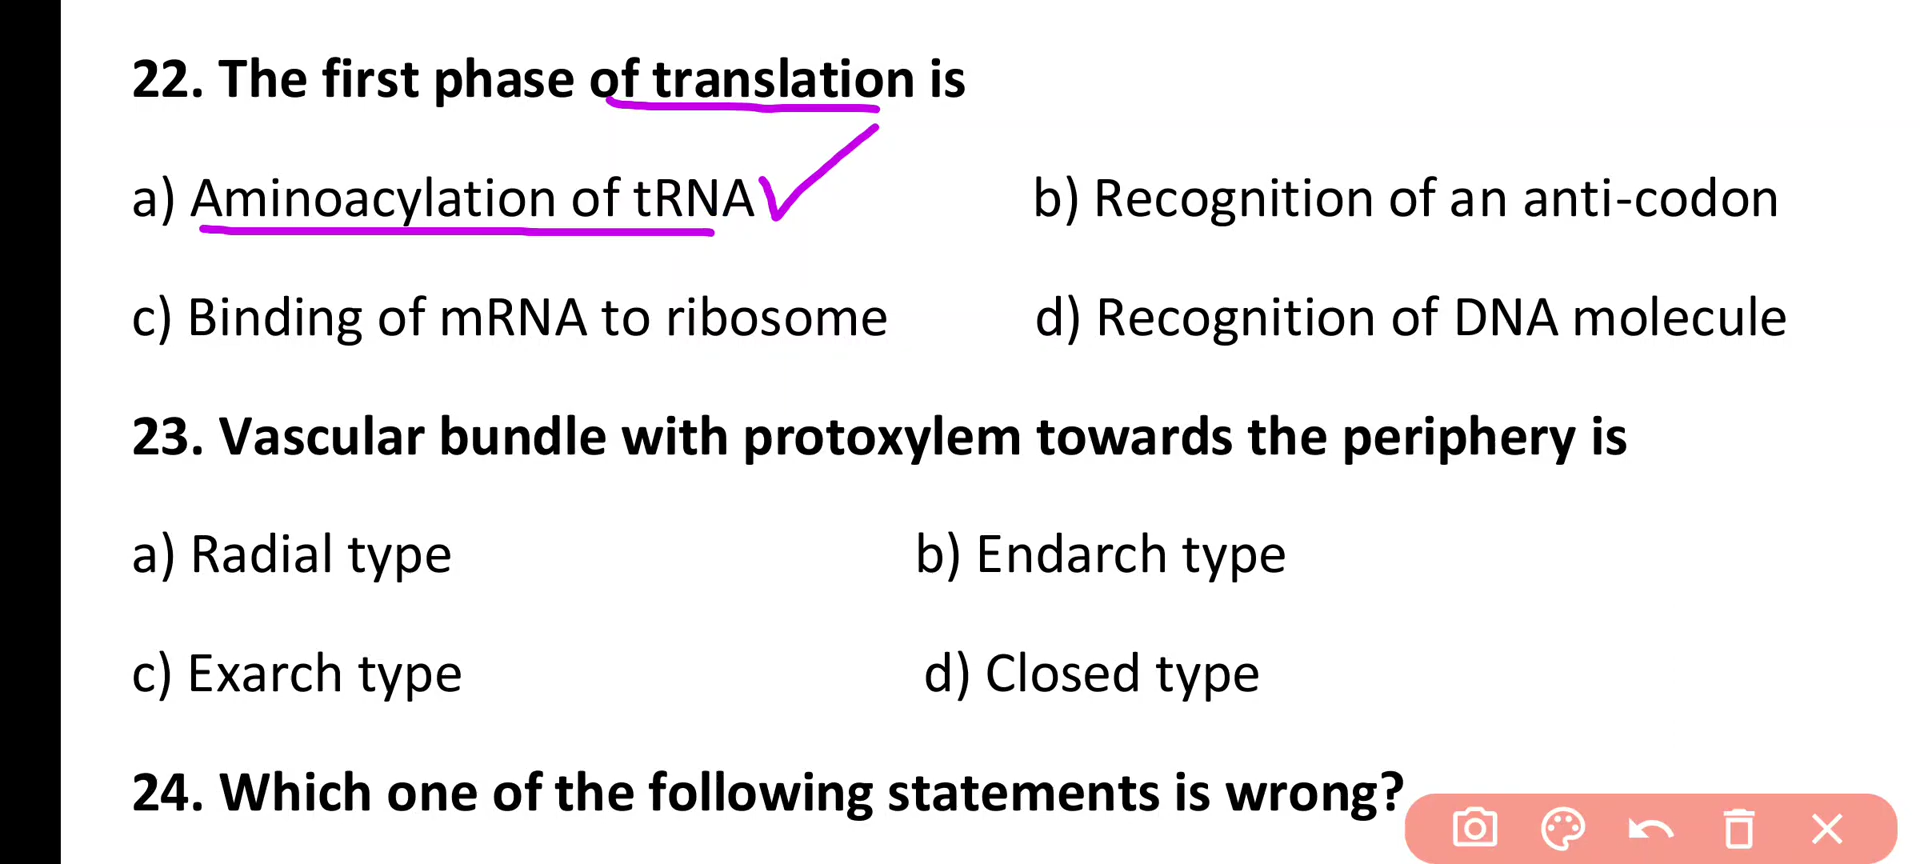 22. The first phase of translation is
a) Aminoacylation of tRNA b) Recognition of an anti-codon
c) Binding of mRNA to ribosome d) Recognition of DNA molecule
23. Vascular bundle with protoxylem towards the periphery is
a) Radial type b) Endarch type
c) Exarch type d) Closed type
24. Which one of the following statements is wrong?